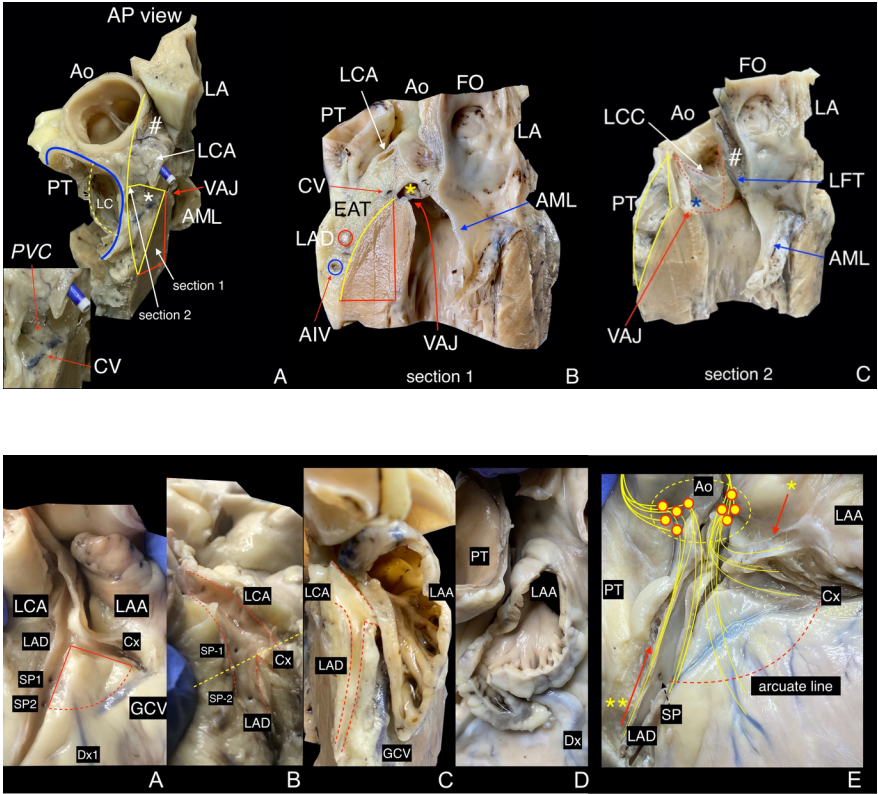 AP view
Ao
LA
#
LCA
PT
LC
*
VAJ
AML
PVC
section 1
section 2
CV
A
LCA
Ao
FO
PT
LA
CV
*
EAT
AML
LAD
AIV
VAJ
section 1
B
FO
Ao
LA
LCC
#
PT
*
LFT
AML
VAJ
section 2
C
LCA
LAA
LAD
Cx
SP1
SP2
GCV
Dx1
A
LCA
SP-1
Cx
SP-2
LAD
B
LCA
LAA
LAD
GCV
C
PT
LAA
Dx
D
Ao
*
LAA
PT
Cx
arcuate line
**
SP
LAD
E